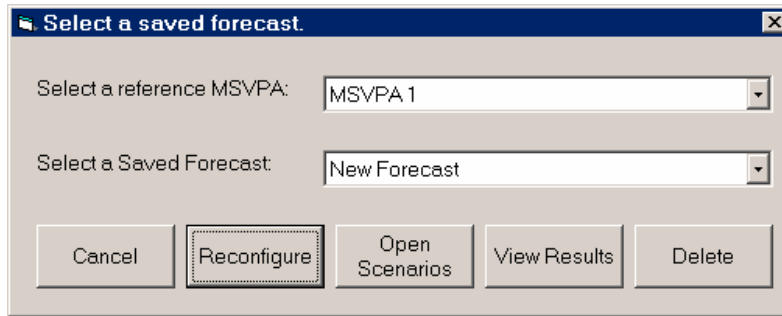 Select a saved forecast.
Select a reference MSVPA:
MSVPA 1
Select a Saved Forecast:
New Forecast
Cancel
Reconfigure
Open
Scenarios
View Results
Delete